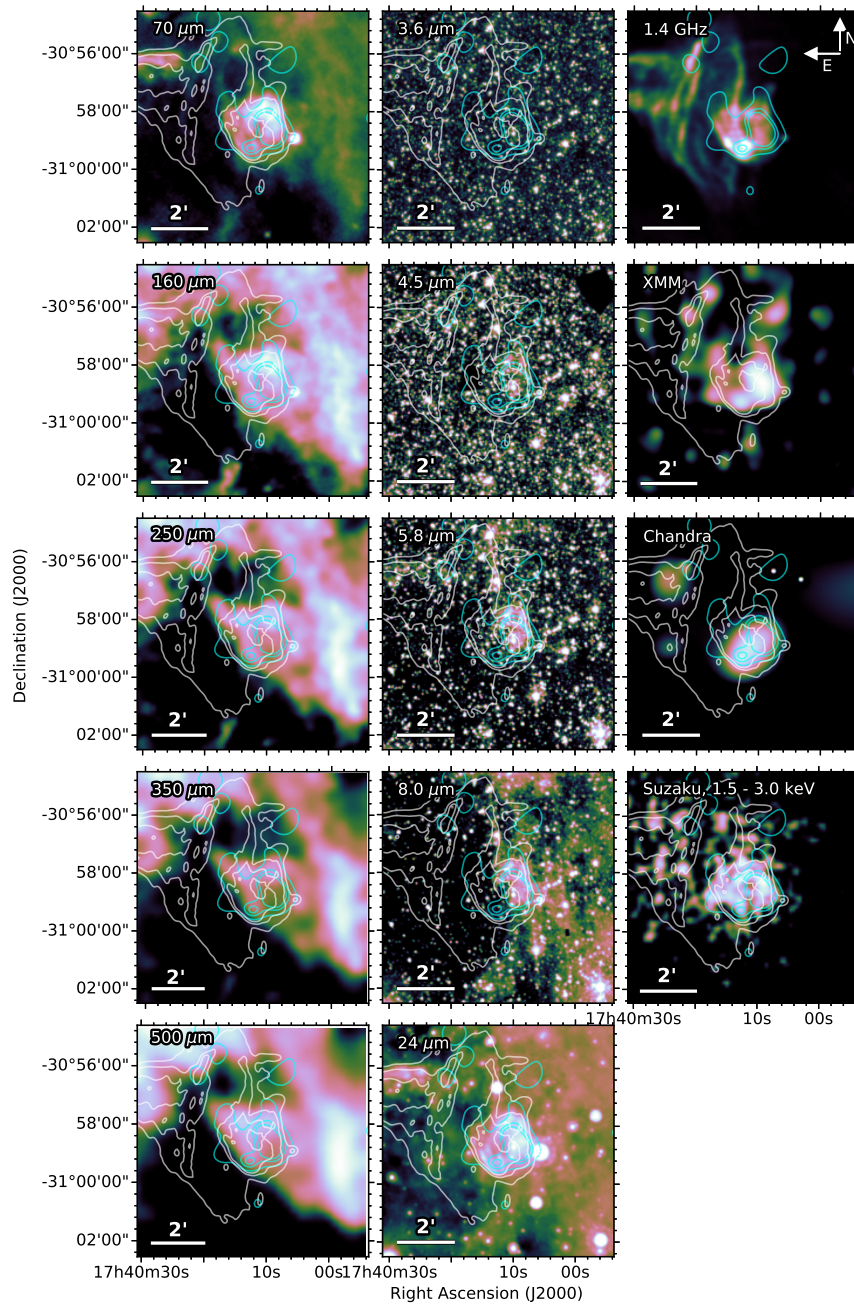 70 μm
3.6 μm
1.4 GHz
N
E
-30°56'00"
58'00"
-31°00'00"
02'00"
2'
2'
2'
160 μm
4.5 μm
XMM
-30°56'00"
58'00"
-31°00'00"
02'00"
2'
2'
2'
250 μm
5.8 μm
Chandra
-30°56'00"
58'00"
-31°00'00"
02'00"
2'
2'
2'
Declination (J2000)
350 μm
8.0 μm
Suzaku, 1.5 - 3.0 keV
-30°56'00"
58'00"
-31°00'00"
02'00"
2'
2'
2'
17h40m30s 10s 00s
500 μm
24 μm
-30°56'00"
58'00"
-31°00'00"
02'00"
2'
2'
17h40m30s 10s 00s 17h40m30s 10s 00s
Right Ascension (J2000)